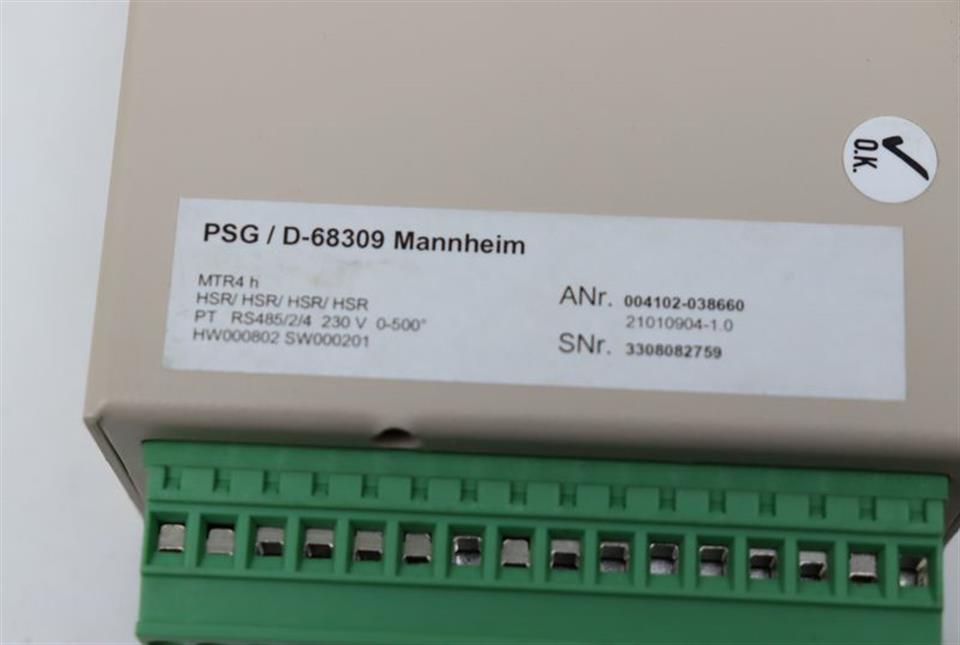 O.K.
PSG / D-68309 Mannheim
MTR4 h
HSR/ HSR/ HSR/ HSR
PT RS485/2/4 230 V 0-500°
HW000802 SW000201
ANr. 004102-038660
21010904-1.0
SNr. 3308082759